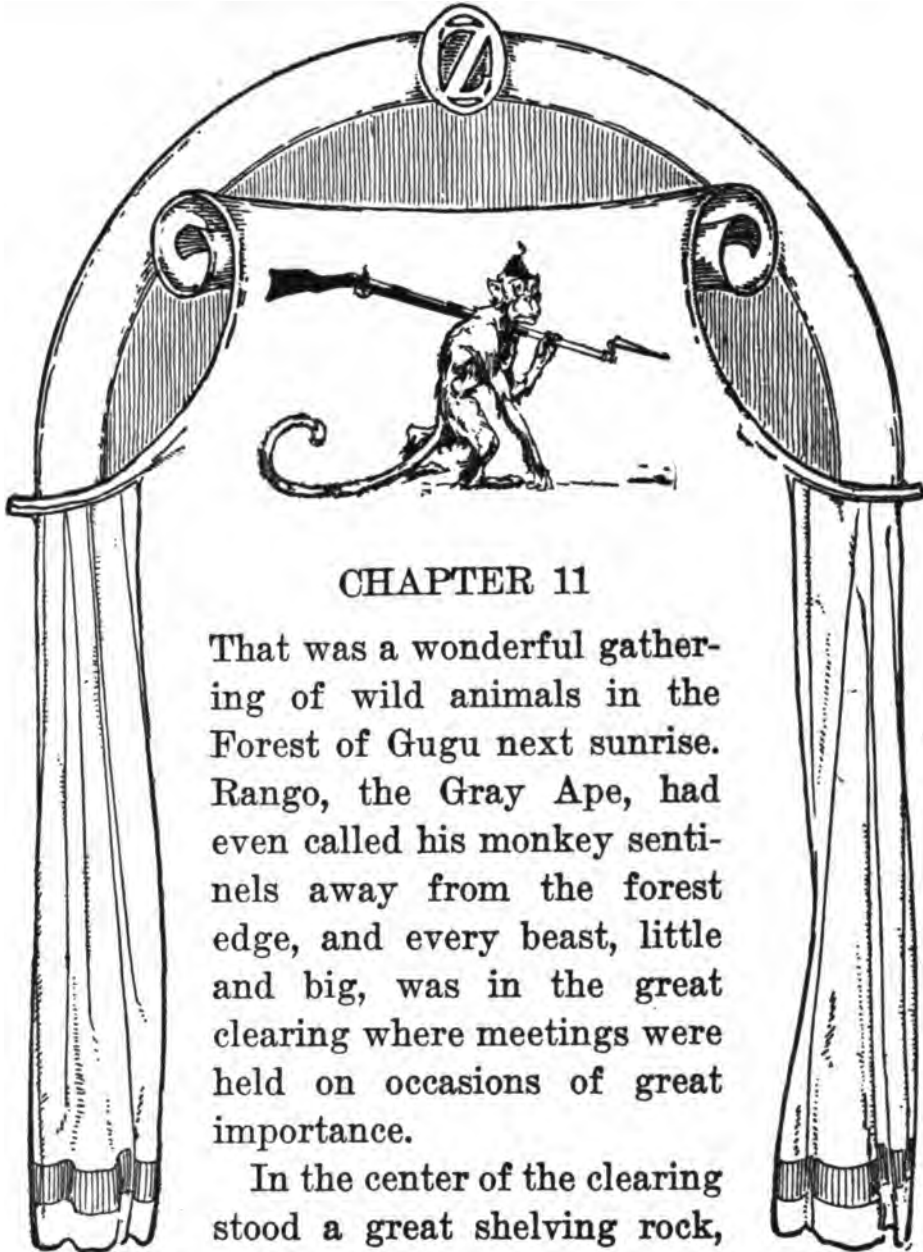 OZ
CHAPTER 11
That was a wonderful gather-
ing of wild animals in the
Forest of Gugu next sunrise.
Rango, the Gray Ape, had
even called his monkey senti-
nels away from the forest
edge, and every beast, little
and big, was in the great
clearing where meetings were
held on occasions of great
importance.
In the center of the clearing
stood a great shelving rock,